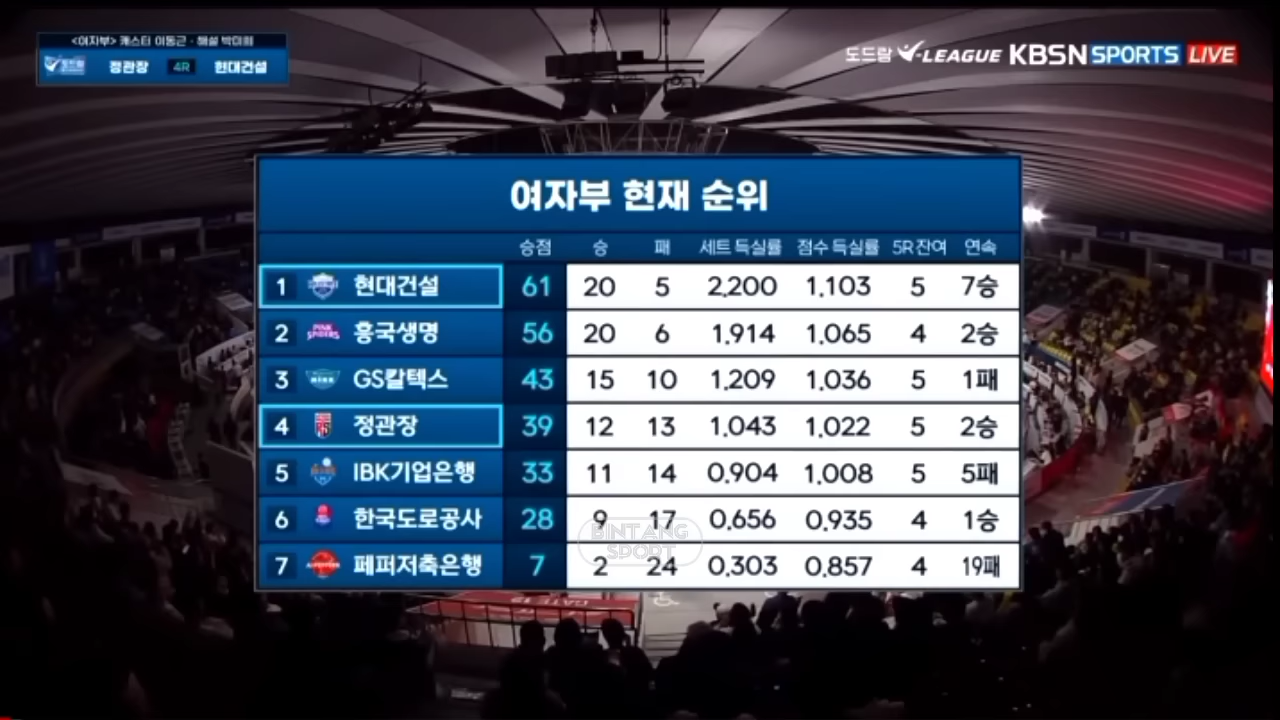 <여자부> 캐스터 이동근 · 해설 박미희
정관장 4R 현대건설
도드람 V-LEAGUE KBSN SPORTS LIVE
여자부 현재 순위
승점 승 패 세트 득실률 점수 득실률 5R 잔여 연속
1 현대건설 61 20 5 2.200 1.103 5 7승
2 PINK SPIDERS 흥국생명 56 20 6 1.914 1.065 4 2승
3 GS칼텍스 43 15 10 1.209 1.036 5 1패
4 정관장 39 12 13 1.043 1.022 5 2승
5 IBK기업은행 33 11 14 0.904 1.008 5 5패
6 한국도로공사 28 9 17 0.656 0.935 4 1승
7 페퍼저축은행 7 2 24 0.303 0.857 4 19패
BINTANG
SPORT